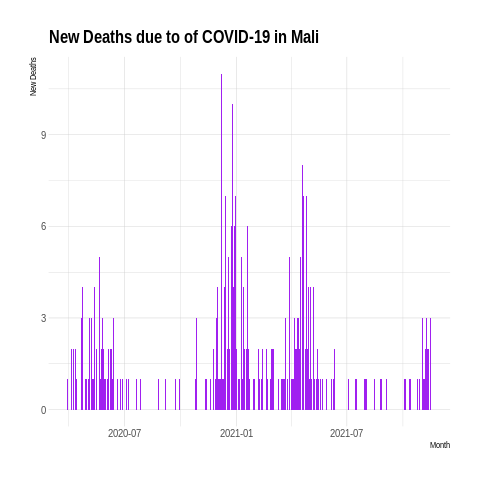 New Deaths due to of COVID-19 in Mali
New Deaths
9
6
3
0
2020-07
2021-01
2021-07
Month